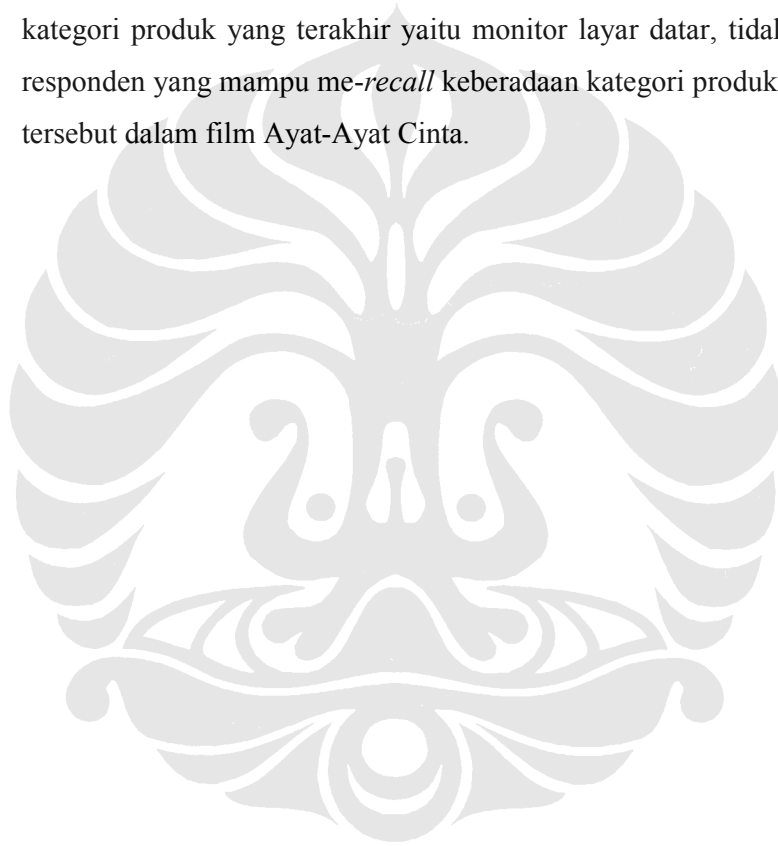 kategori produk yang terakhir yaitu monitor layar datar, tidak
responden yang mampu me-recall keberadaan kategori produk
tersebut dalam film Ayat-Ayat Cinta.